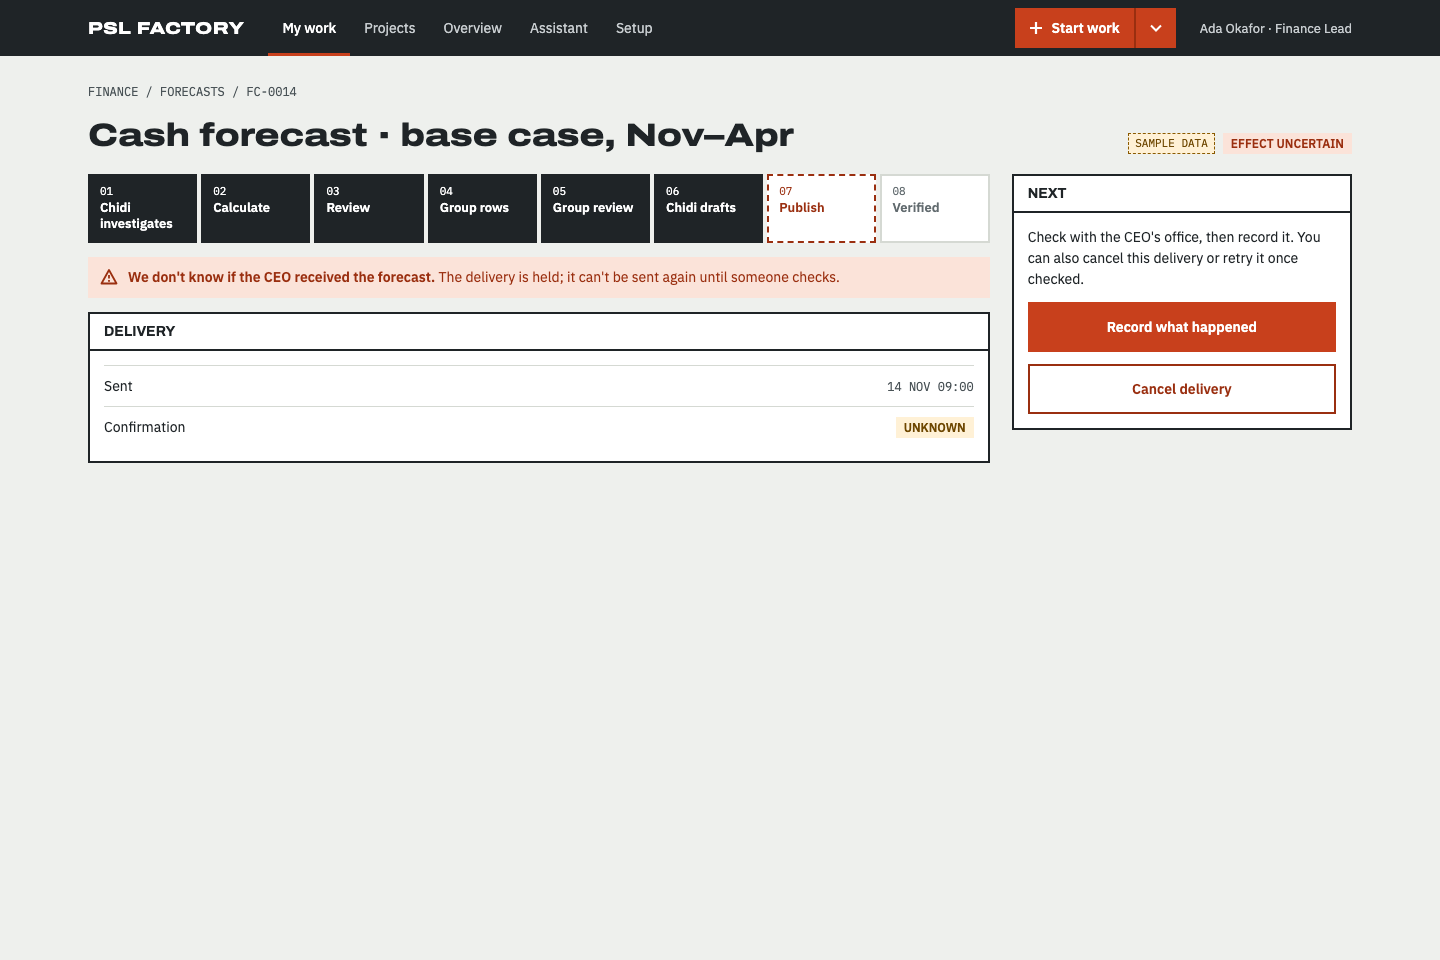 PSL FACTORY
My work
Projects
Overview
Assistant
Setup
Start work
Ada Okafor · Finance Lead
FINANCE / FORECASTS / FC-0014
Cash forecast · base case, Nov–Apr
SAMPLE DATA
EFFECT UNCERTAIN
01
Chidi
investigates
02
Calculate
03
Review
04
Group rows
05
Group review
06
Chidi drafts
07
Publish
08
Verified
We don't know if the CEO received the forecast. The delivery is held; it can't be sent again until someone checks.
DELIVERY
Sent
14 NOV 09:00
Confirmation
UNKNOWN
NEXT
Check with the CEO's office, then record it. You
can also cancel this delivery or retry it once
checked.
Record what happened
Cancel delivery